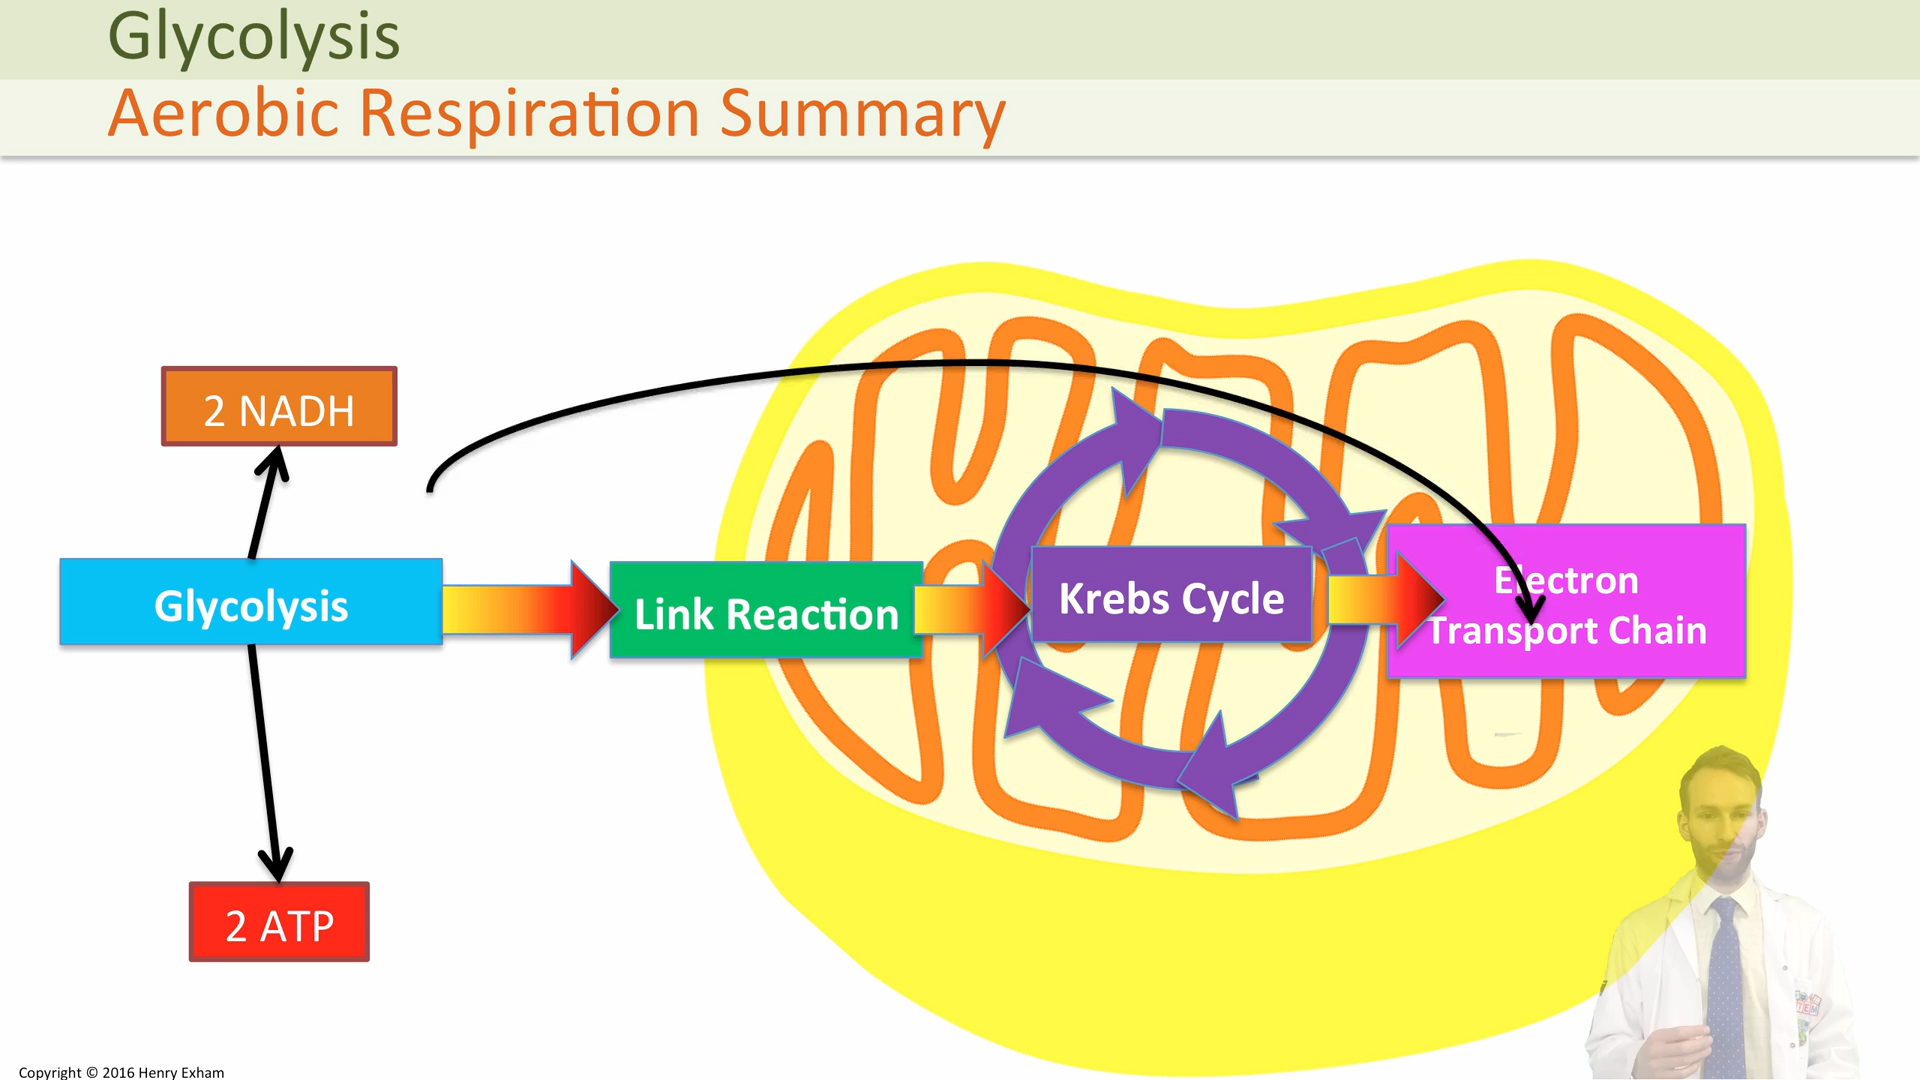 Glycolysis
Aerobic Respiration Summary
2 NADH
Glycolysis
Link Reaction
Krebs Cycle
Electron
Transport Chain
2 ATP
Copyright © 2016 Henry Exham